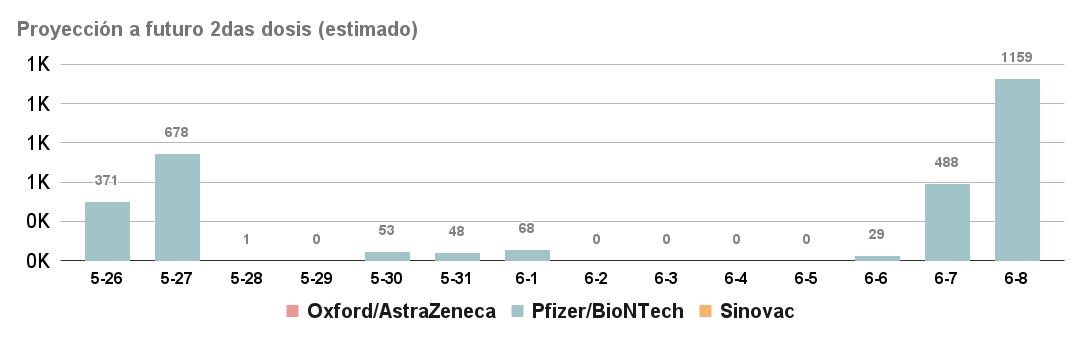 Proyección a futuro 2das dosis (estimado)
1K
1K
1K
1K
0K
0K
371
678
1
0
53
48
68
0
0
0
0
29
488
1159
5-26 5-27 5-28 5-29 5-30 5-31 6-1 6-2 6-3 6-4 6-5 6-6 6-7 6-8
Oxford/AstraZeneca Pfizer/BioNTech Sinovac